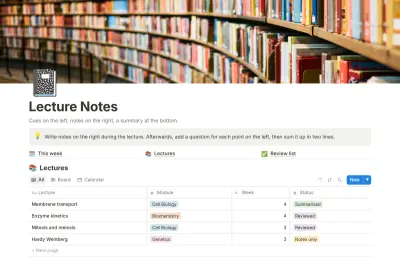 Lecture Notes
Cues on the left, notes on the right, a summary at the bottom.
Write notes on the right during the lecture. Afterwards, add a question for each point on the left, then sum it up in two lines.
This week Lectures Review list
Lectures
All Board Calendar New
Lecture Module Week Status
Membrane transport Cell Biology 4 Summarised
Enzyme kinetics Biochemistry 4 Reviewed
Mitosis and meiosis Cell Biology 3 Reviewed
Hardy Weinberg Genetics 3 Notes only
+ New page